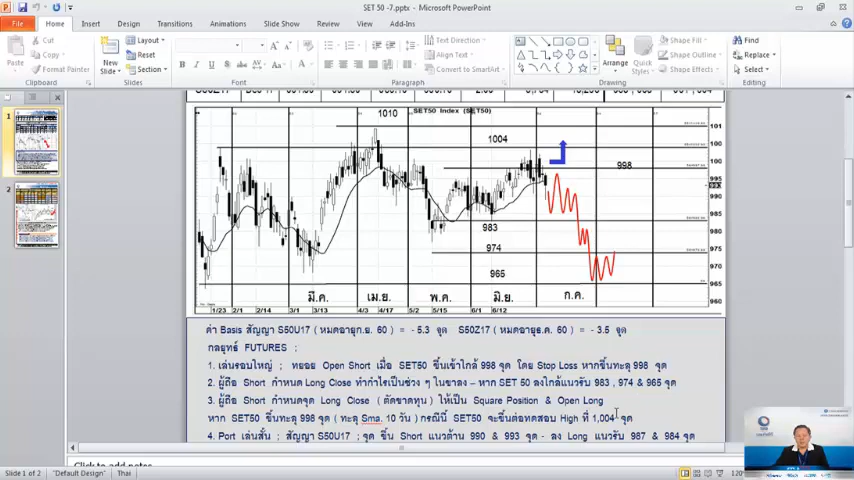 SET 50 -7.pptx - Microsoft PowerPoint
File Home Insert Design Transitions Animations Slide Show Review View Add-Ins
Cut
Copy
Format Painter
Paste
Clipboard
New Slide
Layout
Reset
Section
Slides
Font
Text Direction
Align Text
Convert to SmartArt
Paragraph
Arrange
Quick Styles
Shape Fill
Shape Outline
Shape Effects
Drawing
Find
Replace
Select
Editing
1
2
1010
SET50 Index (SET50)
1004
998
983
974
965
101
100
995
990
985
980
975
970
965
960
มี.ค. เม.ย. พ.ค. มิ.ย. ก.ค.
1/23 2/1 2/14 3/1 3/14 4/3 4/17 5/2 5/15 6/1 6/12
ค่า Basis สัญญา S50U17 ( หมดอายุก.ย. 60 ) = - 5.3 จุด S50Z17 ( หมดอายุธ.ค. 60 ) = - 3.5 จุด
กลยุทธ์ FUTURES ;
1. เล่นรอบใหญ่ ; ทยอย Open Short เมื่อ SET50 ขึ้นเข้าใกล้ 998 จุด โดย Stop Loss หากขึ้นทะลุ 998 จุด
2. ผู้ถือ Short กำหนด Long Close ทำกำไรเป็นช่วง ๆ ในขาลง – หาก SET 50 ลงใกล้แนวรับ 983 , 974 & 965 จุด
3. ผู้ถือ Short กำหนดจุด Long Close ( ตัดขาดทุน ) ให้เป็น Square Position & Open Long
หาก SET50 ขึ้นทะลุ 998 จุด ( ทะลุ Sma. 10 วัน ) กรณีนี้ SET50 จะขึ้นต่อทดสอบ High ที่ 1,004 จุด
4. Port เล่นสั้น ; สัญญา S50U17 ; จุด ขึ้น Short แนวต้าน 990 & 993 จุด - ลง Long แนวรับ 987 & 984 จุด
Click to add notes
Slide 1 of 2 "Default Design" Thai